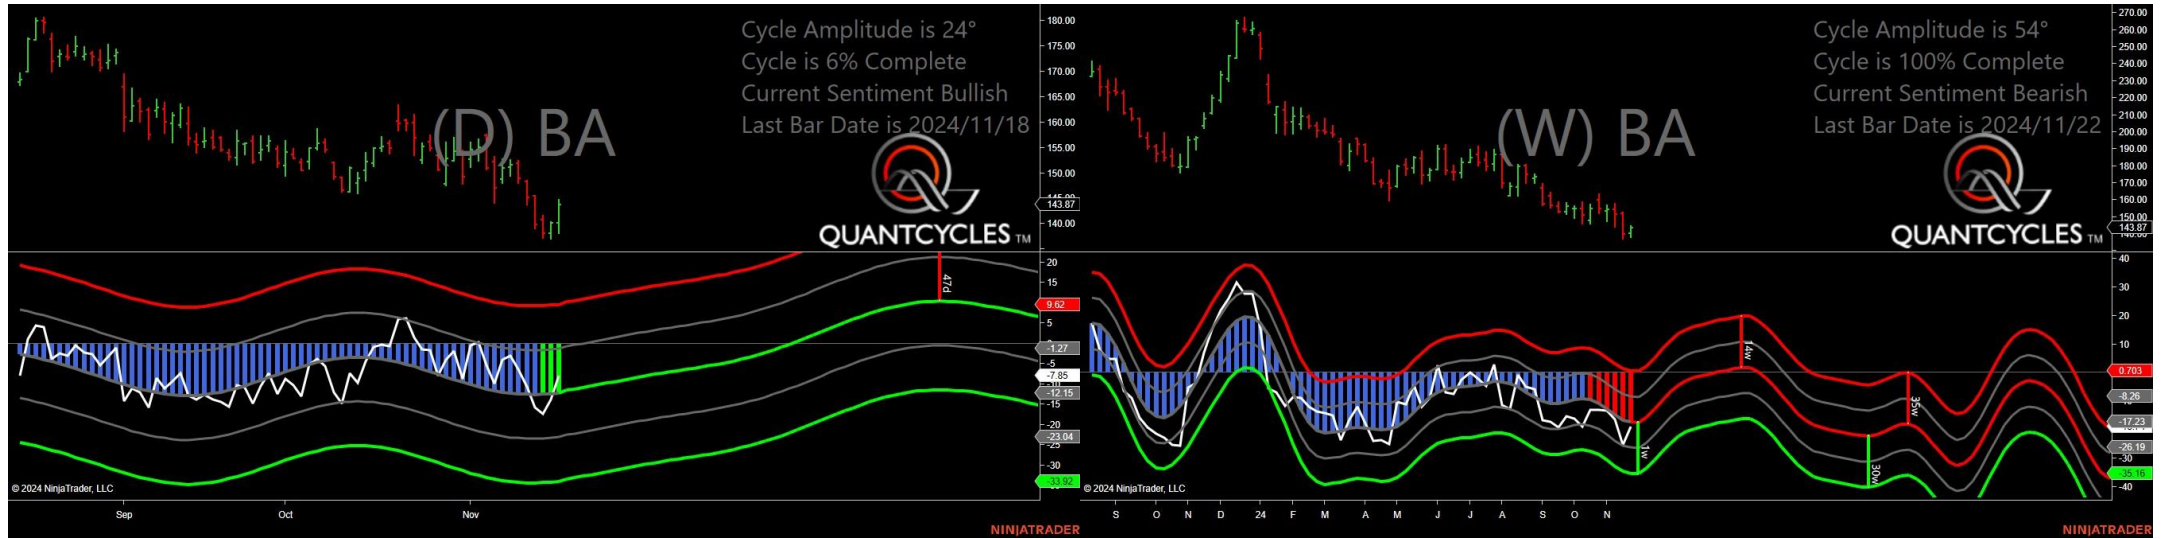 Cycle Amplitude is 24°
Cycle is 6% Complete
Current Sentiment Bullish
Last Bar Date is 2024/11/18
(D) BA
QUANTCYCLES TM
180.00
175.00
170.00
165.00
160.00
155.00
150.00
143.87
140.00
20
15
47d
9.62
5
-1.27
-5
-7.85
-12.15
-15
-20
-23.04
-25
-30
-33.92
© 2024 NinjaTrader, LLC
Sep Oct Nov
NINJATRADER
Cycle Amplitude is 54°
Cycle is 100% Complete
Current Sentiment Bearish
Last Bar Date is 2024/11/22
(W) BA
QUANTCYCLES TM
270.00
260.00
250.00
240.00
230.00
220.00
210.00
200.00
190.00
180.00
170.00
160.00
150.00
143.87
40
30
20
10
14w
0.703
-8.26
35w
-17.23
-26.19
1w
-30
30w
-35.16
-40
© 2024 NinjaTrader, LLC
S O N D 24 F M A M J J A S O N
NINJATRADER